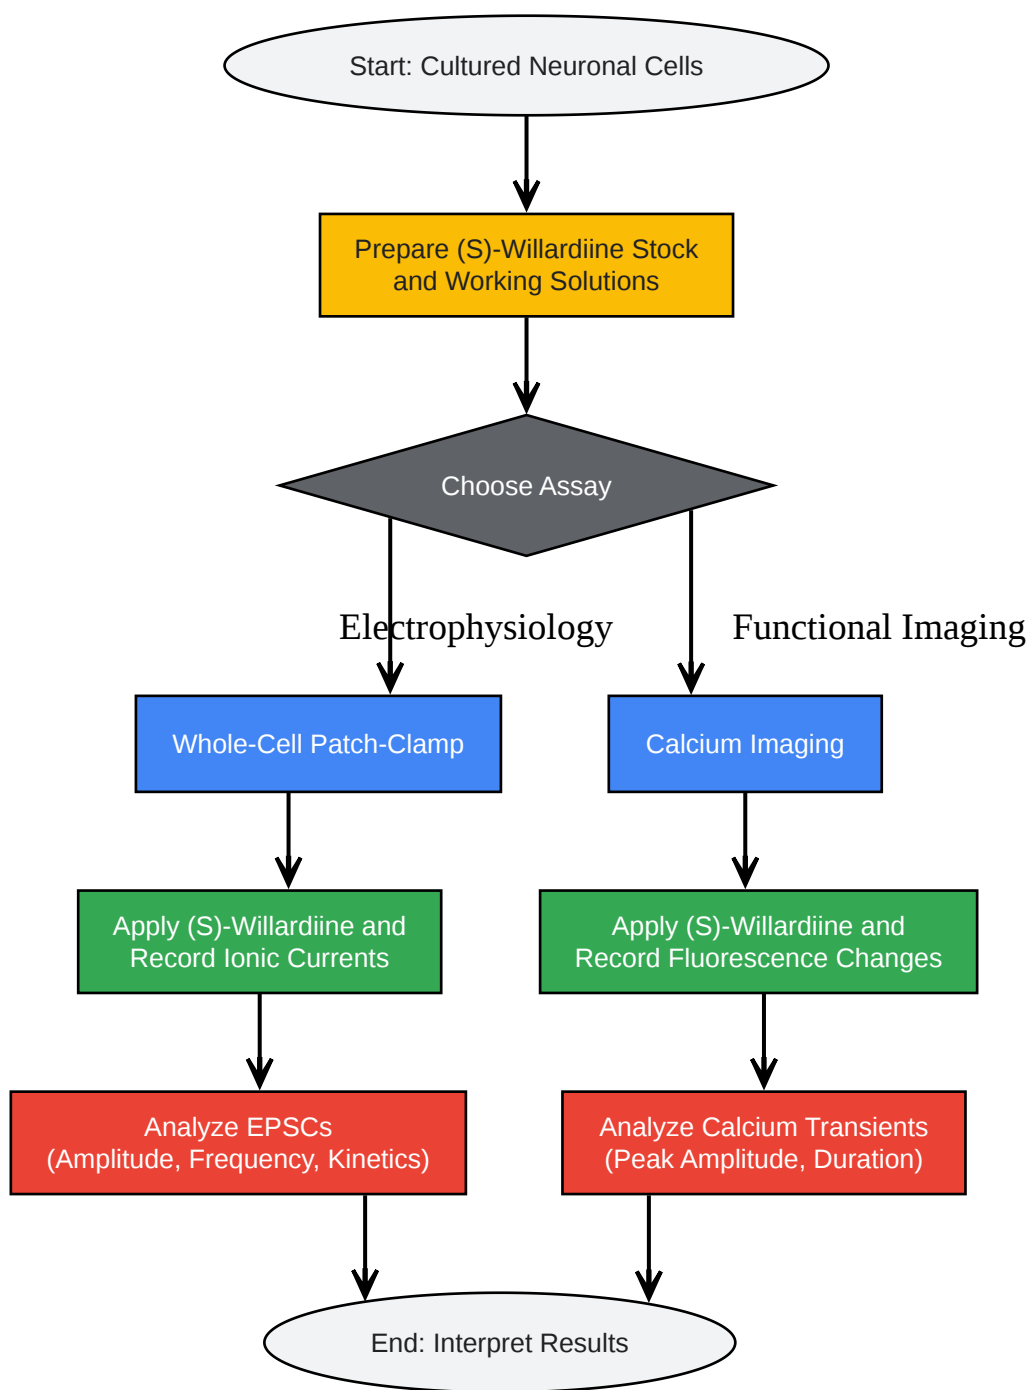 Start: Cultured Neuronal Cells
Prepare (S)-Willardiine Stock
and Working Solutions
Choose Assay
Electrophysiology
Functional Imaging
Whole-Cell Patch-Clamp
Calcium Imaging
Apply (S)-Willardiine and
Record Ionic Currents
Apply (S)-Willardiine and
Record Fluorescence Changes
Analyze EPSCs
(Amplitude, Frequency, Kinetics)
Analyze Calcium Transients
(Peak Amplitude, Duration)
End: Interpret Results